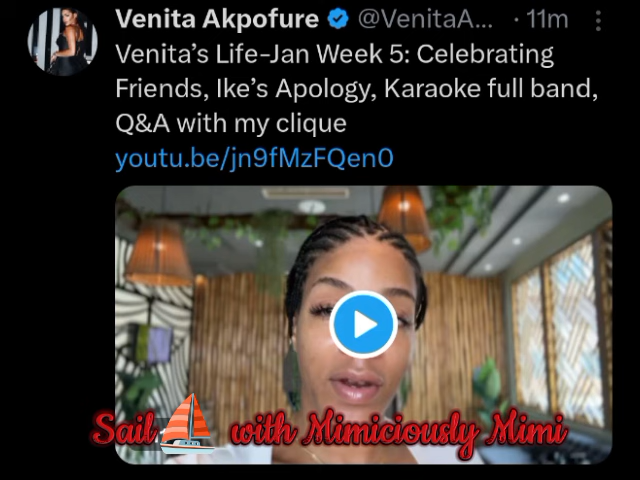 Venita Akpofure @VenitaA... · 11m
Venita's Life-Jan Week 5: Celebrating
Friends, Ike's Apology, Karaoke full band,
Q&A with my clique
youtu.be/jn9fMzFQen0
Sail with Mimiciously Mimi